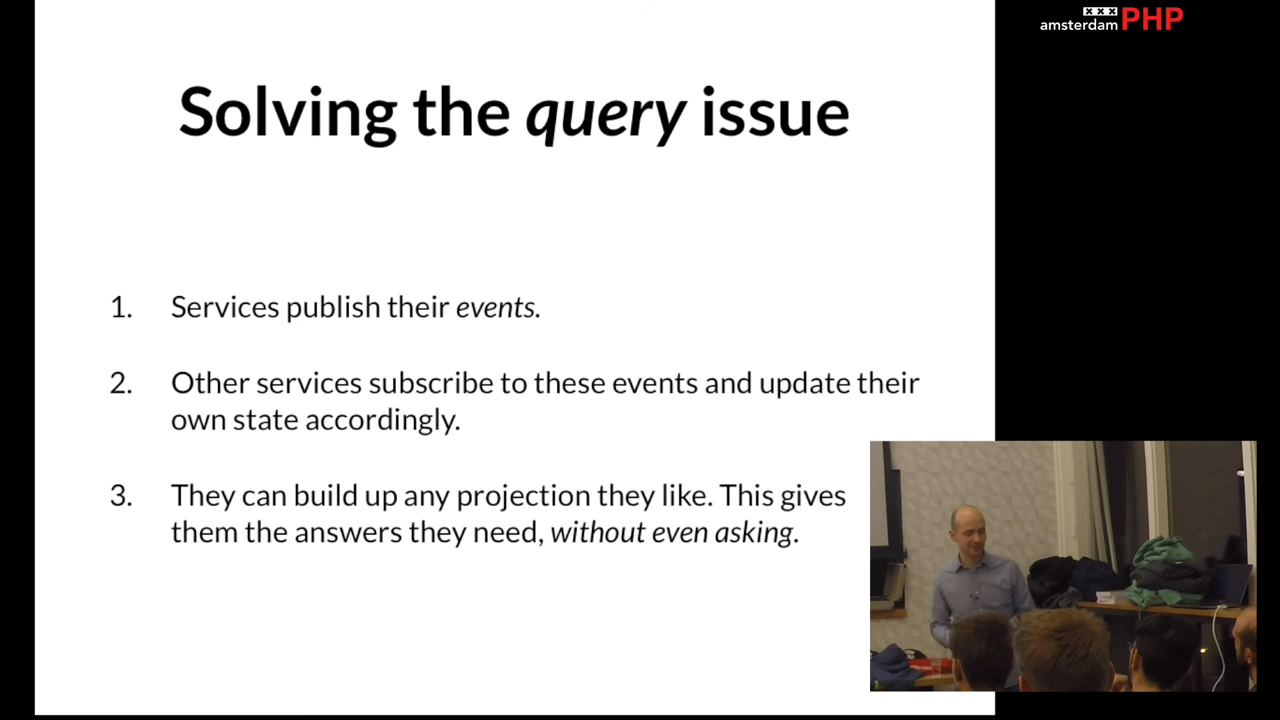 xxx
amsterdamPHP
Solving the query issue
1. Services publish their events.
2. Other services subscribe to these events and update their
own state accordingly.
3. They can build up any projection they like. This gives
them the answers they need, without even asking.